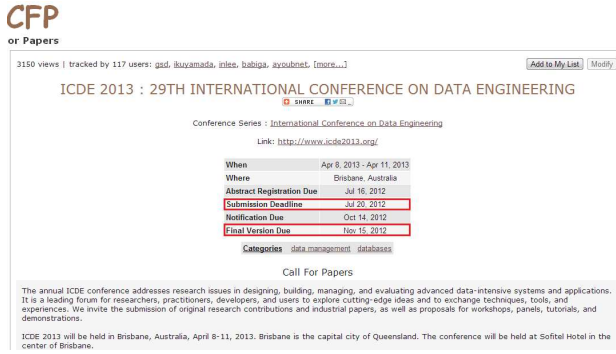 CFP
or Papers
3150 views | tracked by 117 users: gsd, ikuyamada, inlee, babiga, ayoubnet, [more...]
Add to My List Modify
ICDE 2013 : 29TH INTERNATIONAL CONFERENCE ON DATA ENGINEERING
SHARE
Conference Series : International Conference on Data Engineering
Link: http://www.icde2013.org/
When Apr 8, 2013 - Apr 11, 2013
Where Brisbane, Australia
Abstract Registration Due Jul 16, 2012
Submission Deadline Jul 20, 2012
Notification Due Oct 14, 2012
Final Version Due Nov 15, 2012
Categories data management databases
Call For Papers
The annual ICDE conference addresses research issues in designing, building, managing, and evaluating advanced data-intensive systems and applications.
It is a leading forum for researchers, practitioners, developers, and users to explore cutting-edge ideas and to exchange techniques, tools, and
experiences. We invite the submission of original research contributions and industrial papers, as well as proposals for workshops, panels, tutorials, and
demonstrations.
ICDE 2013 will be held in Brisbane, Australia, April 8-11, 2013. Brisbane is the capital city of Queensland. The conference will be held at Sofitel Hotel in the
center of Brisbane.